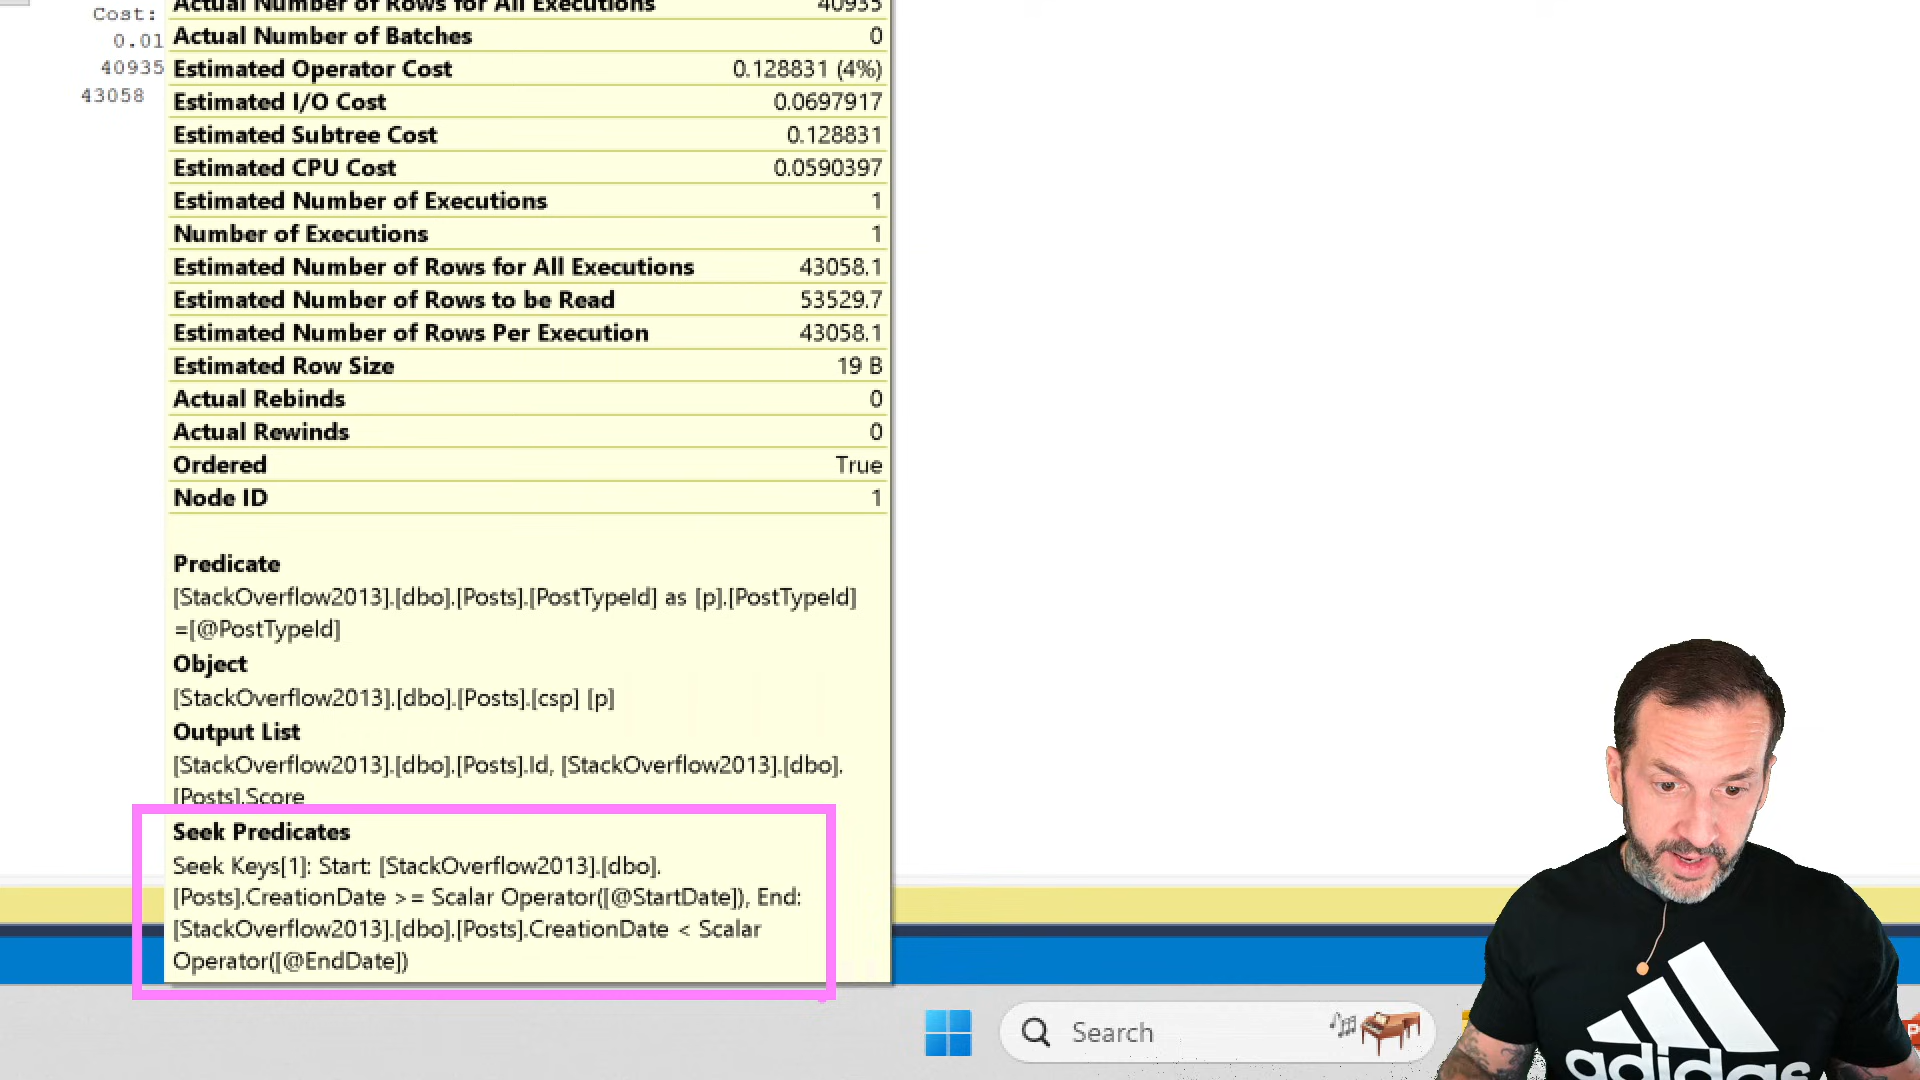 Cost:
0.01
40935
43058
Actual Number of Rows for All Executions 40935
Actual Number of Batches 0
Estimated Operator Cost 0.128831 (4%)
Estimated I/O Cost 0.0697917
Estimated Subtree Cost 0.128831
Estimated CPU Cost 0.0590397
Estimated Number of Executions 1
Number of Executions 1
Estimated Number of Rows for All Executions 43058.1
Estimated Number of Rows to be Read 53529.7
Estimated Number of Rows Per Execution 43058.1
Estimated Row Size 19 B
Actual Rebinds 0
Actual Rewinds 0
Ordered True
Node ID 1
Predicate
[StackOverflow2013].[dbo].[Posts].[PostTypeId] as [p].[PostTypeId]
=[@PostTypeId]
Object
[StackOverflow2013].[dbo].[Posts].[csp] [p]
Output List
[StackOverflow2013].[dbo].[Posts].Id, [StackOverflow2013].[dbo].
[Posts].Score
Seek Predicates
Seek Keys[1]: Start: [StackOverflow2013].[dbo].
[Posts].CreationDate >= Scalar Operator([@StartDate]), End:
[StackOverflow2013].[dbo].[Posts].CreationDate < Scalar
Operator([@EndDate])
Search
adidas